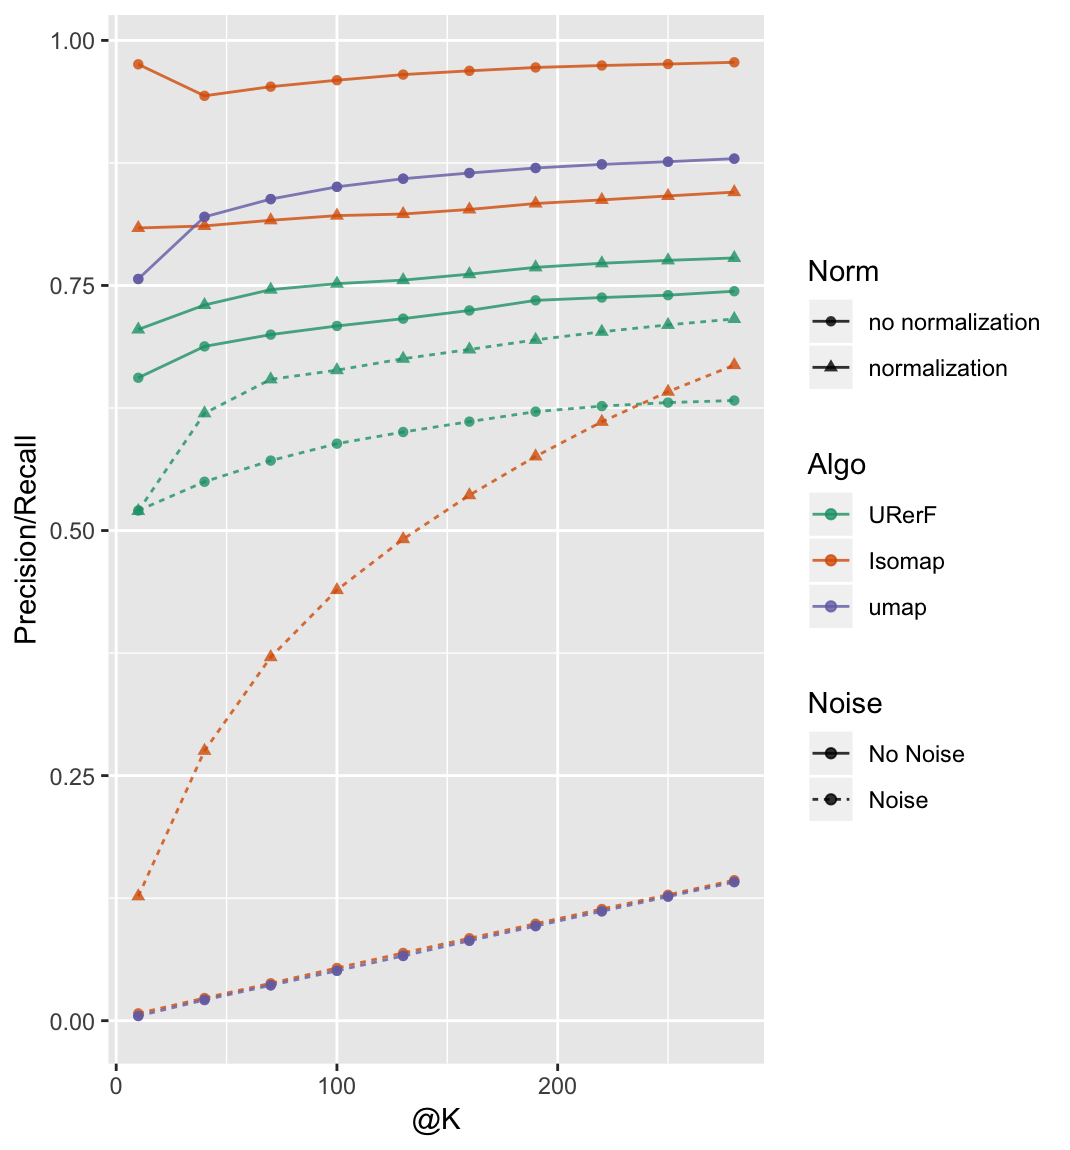 1.00
0.75
0.50
0.25
0.00
Precision/Recall
0
100
200
@K
Norm
no normalization
normalization
Algo
URerF
Isomap
umap
Noise
No Noise
Noise